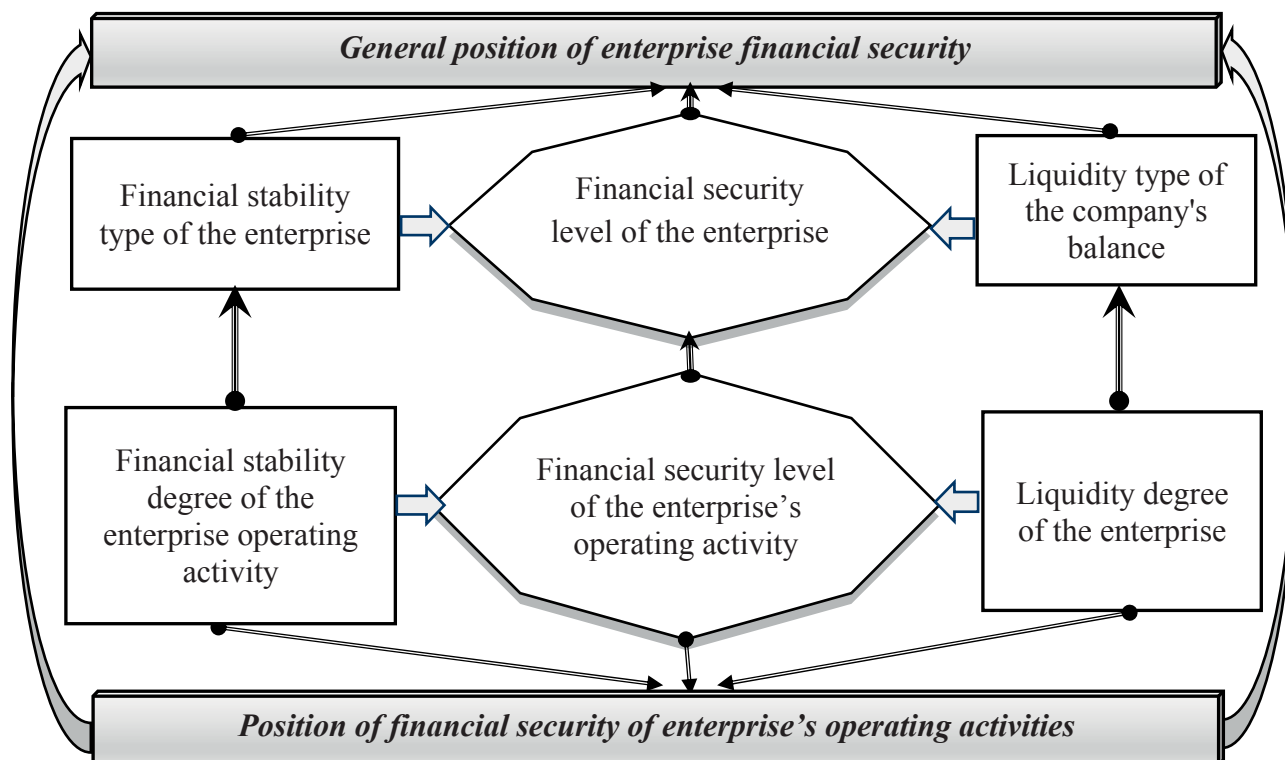 General position of enterprise financial security
Financial stability
type of the enterprise
Financial security
level of the enterprise
Liquidity type of
the company's
balance
Financial stability
degree of the
enterprise operating
activity
Financial security level
of the enterprise’s
operating activity
Liquidity degree
of the enterprise
Position of financial security of enterprise’s operating activities